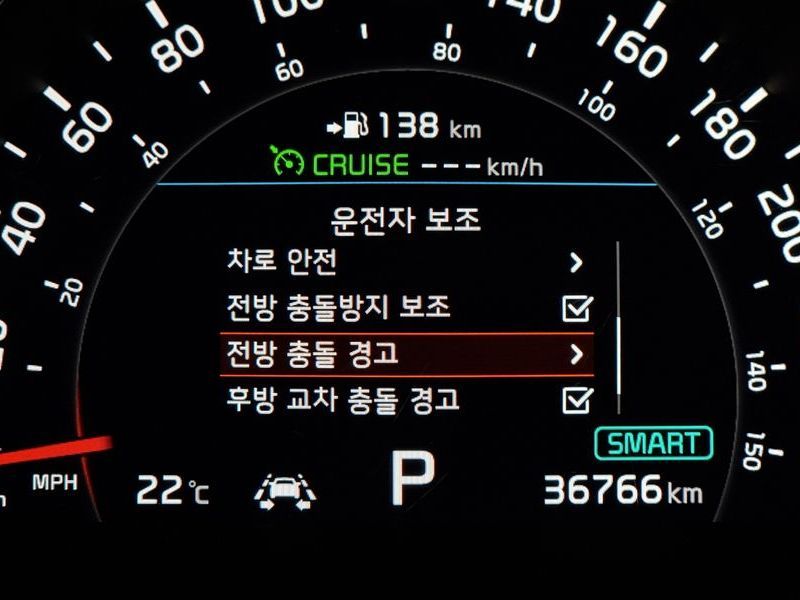 100
140
80
160
60
80
60
100
180
138 km
40
CRUISE ---km/h
40
200
운전자 보조
120
차로 안전
20
전방 충돌방지 보조
전방 충돌 경고
140
후방 교차 충돌 경고
SMART
150
MPH
22°C
P
36766 km